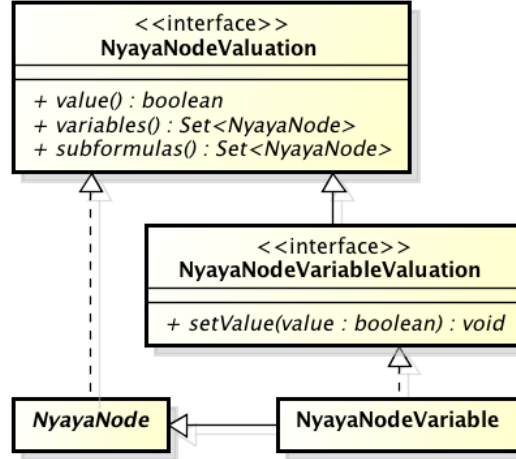 <<interface>>
NyayaNodeValuation
+ value() : boolean
+ variables() : Set<NyayaNode>
+ subformulas() : Set<NyayaNode>
<<interface>>
NyayaNodeVariableValuation
+ setValue(value : boolean) : void
NyayaNode
NyayaNodeVariable